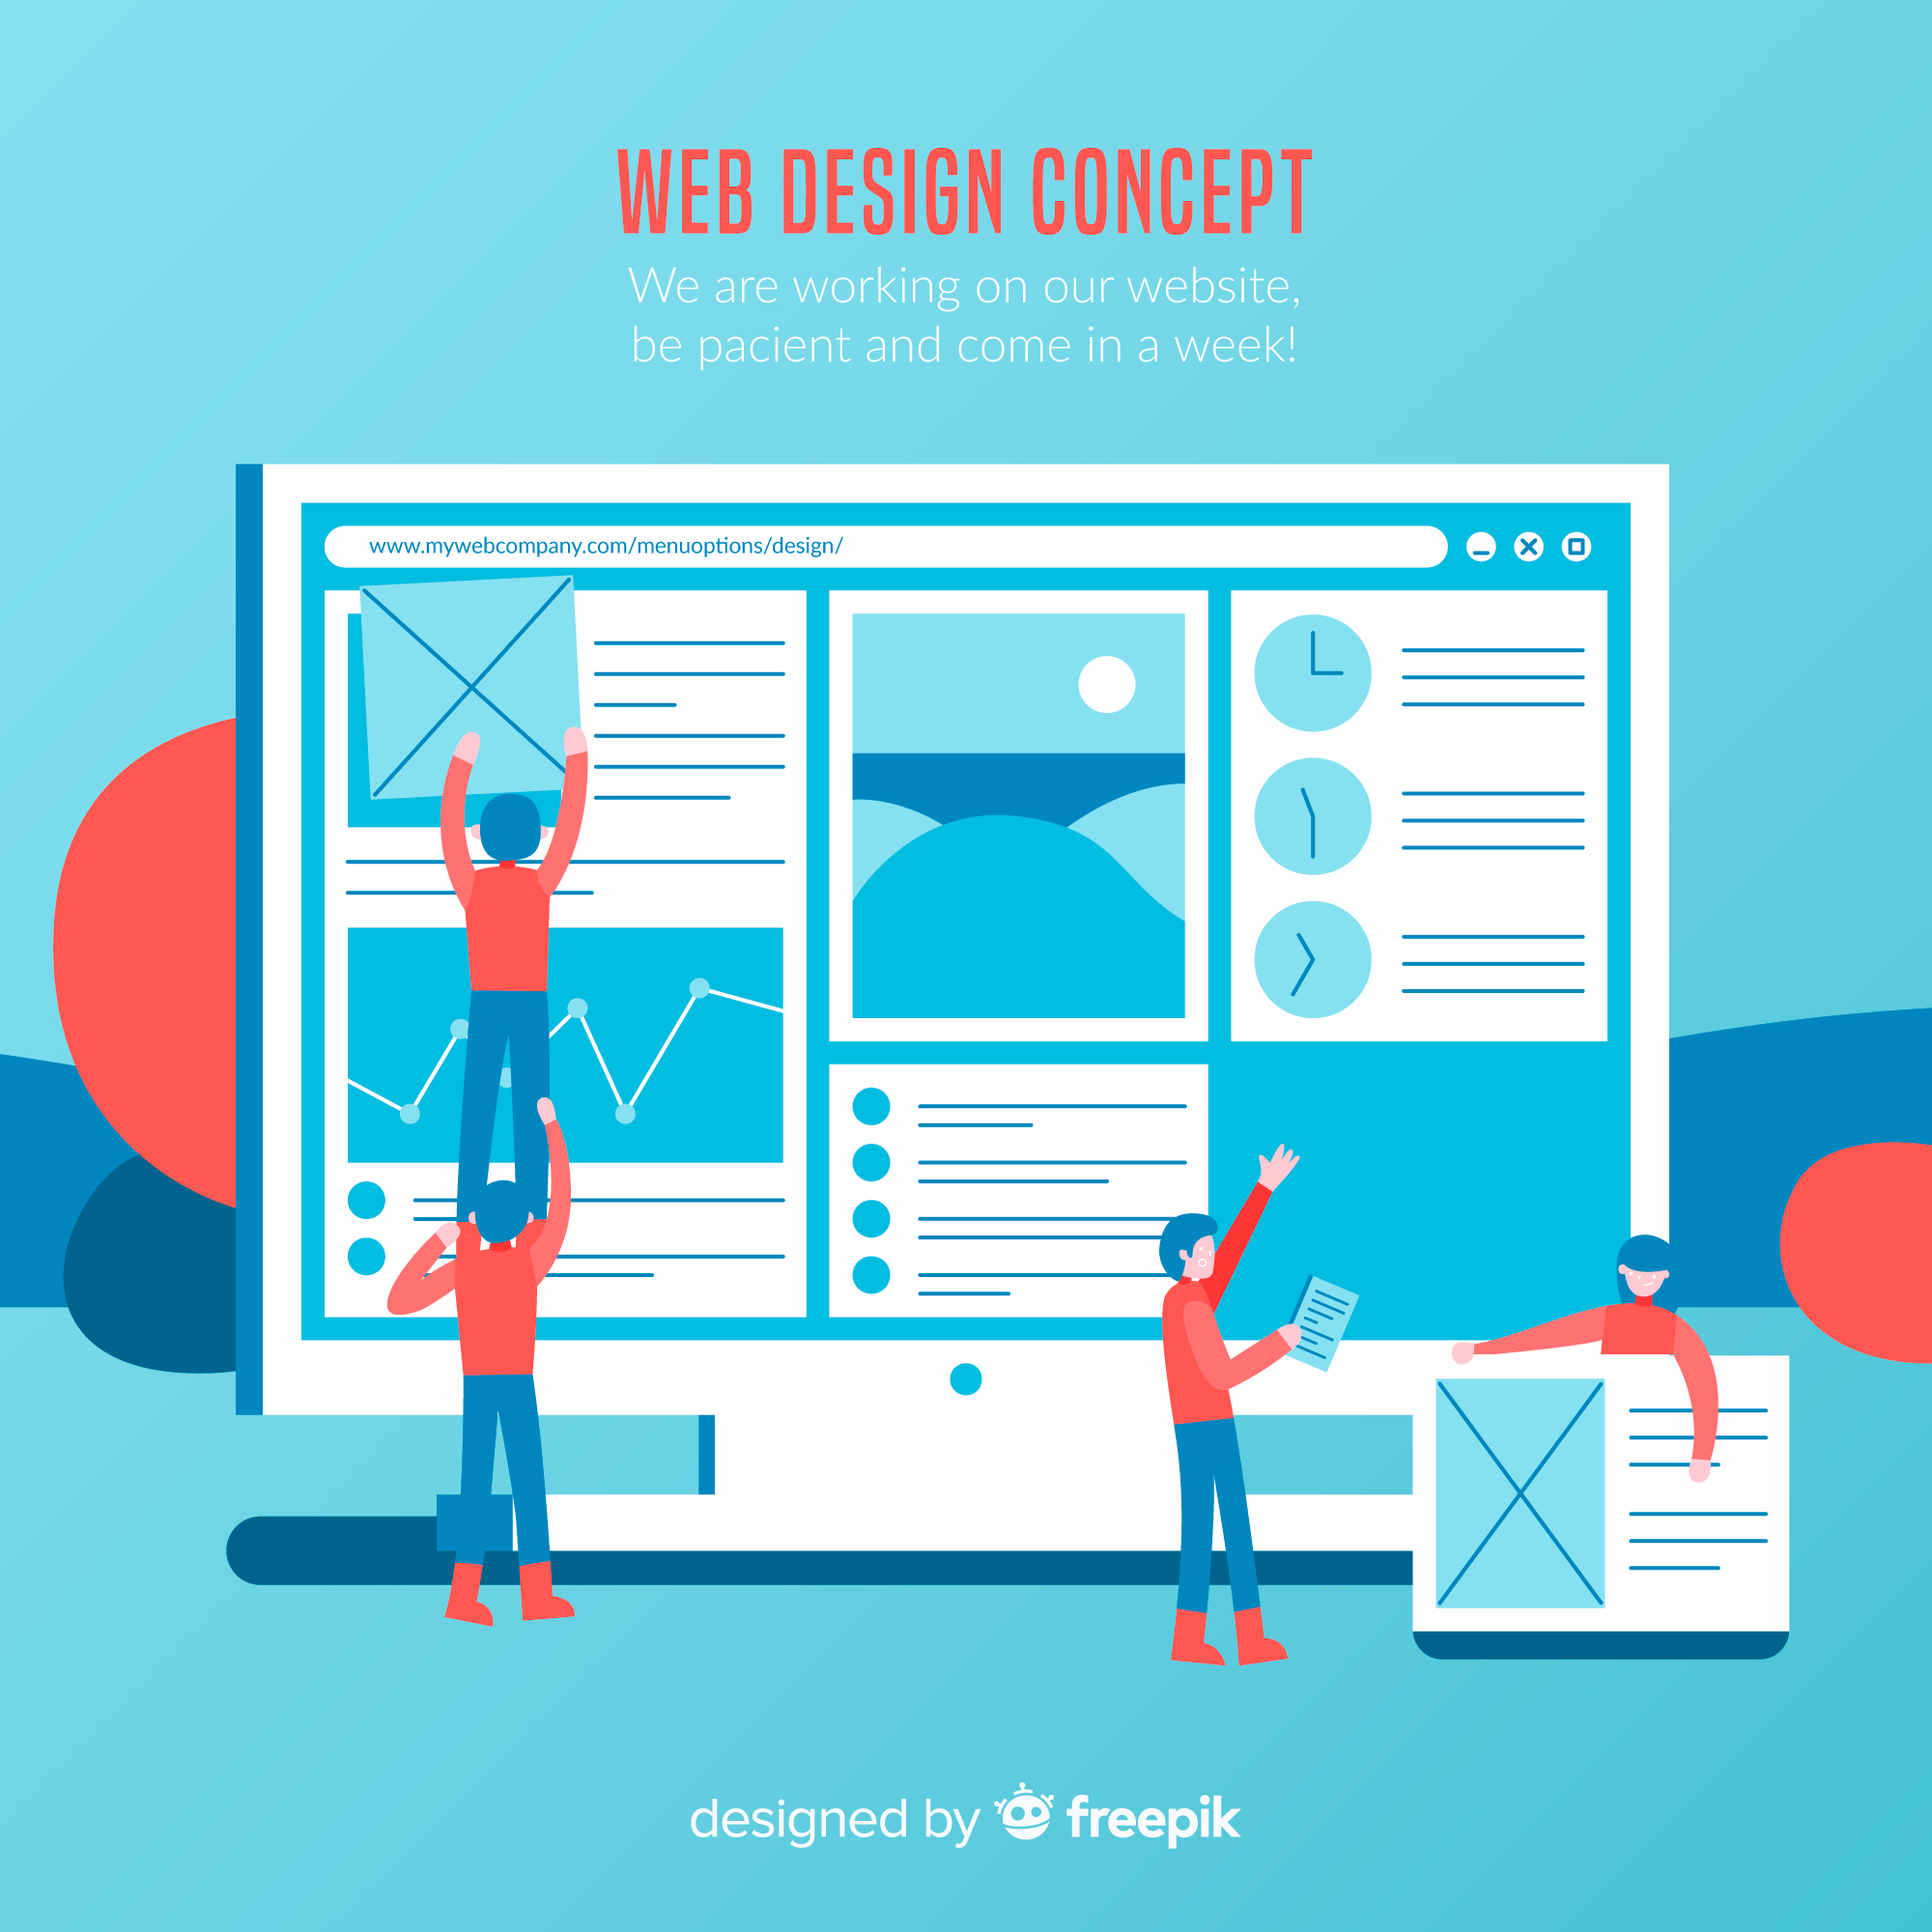 WEB DESIGN CONCEPT
We are working on our website,
be pacient and come in a week!
www.mywebcompany.com/menuoptions/design/
designed by freepik